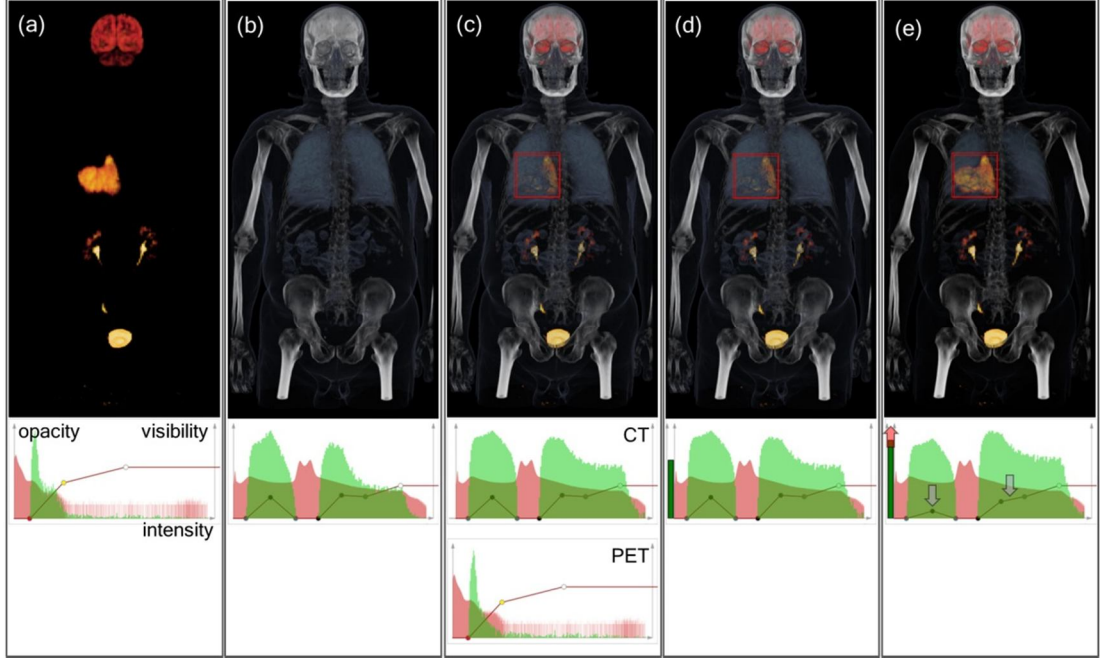 (a)
(b)
(c)
(d)
(e)
opacity
visibility
CT
intensity
PET